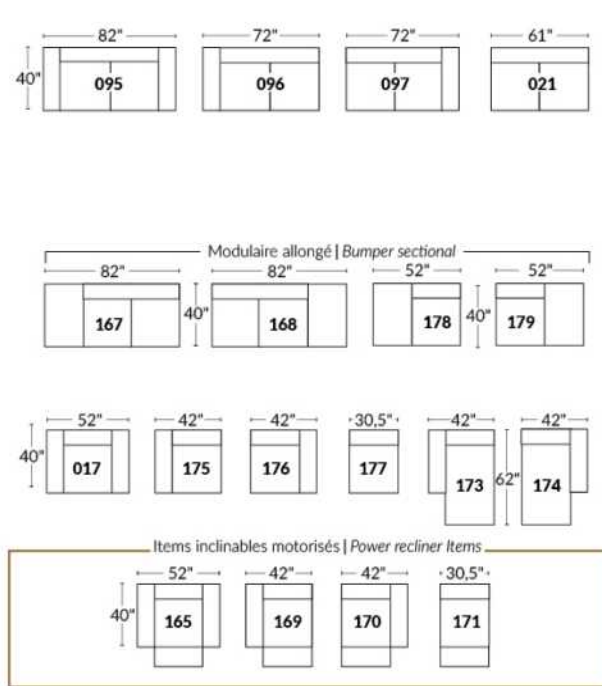 82" 72" 72" 61"
40" 095 096 097 021
Modulaire allongé | Bumper sectional
82" 82" 52" 52"
167 40" 168 178 40" 179
52" 42" 42" 30,5" 42" 42"
40" 017 175 176 177 173 62" 174
Items inclinables motorisés | Power recliner Items
52" 42" 42" 30,5"
40" 165 169 170 171